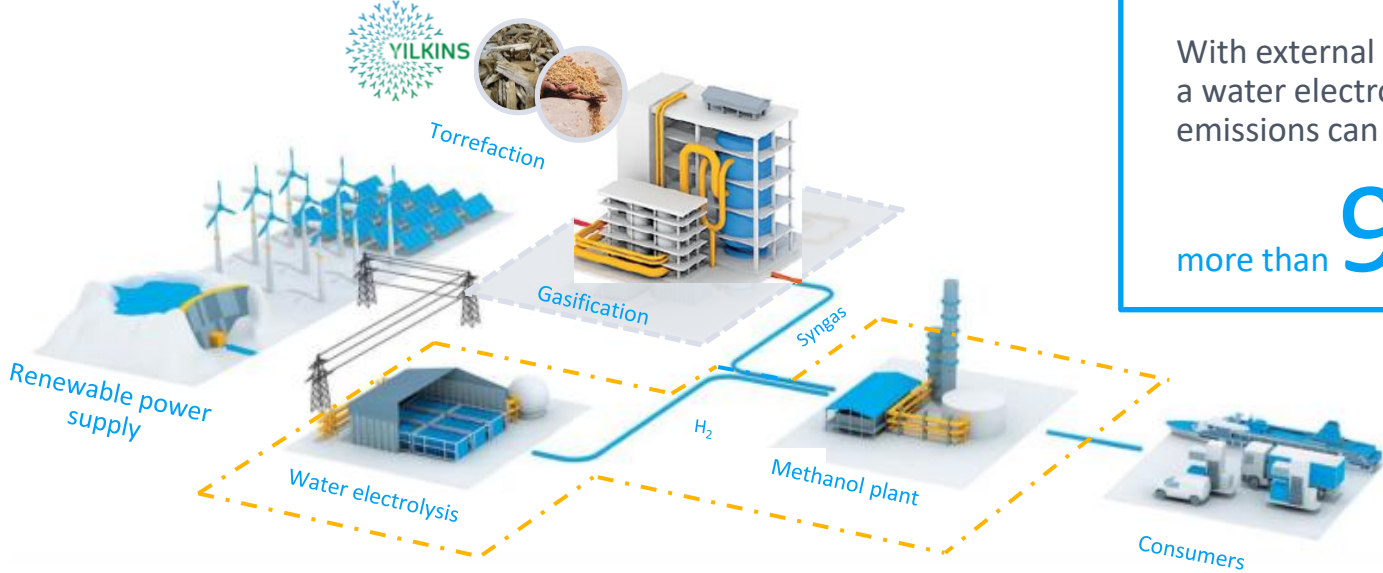 YILKINS
Torrefaction
With external
a water electro
emissions can
more than 9
Gasification
Syngas
Renewable power
supply
H₂
Water electrolysis
Methanol plant
Consumers